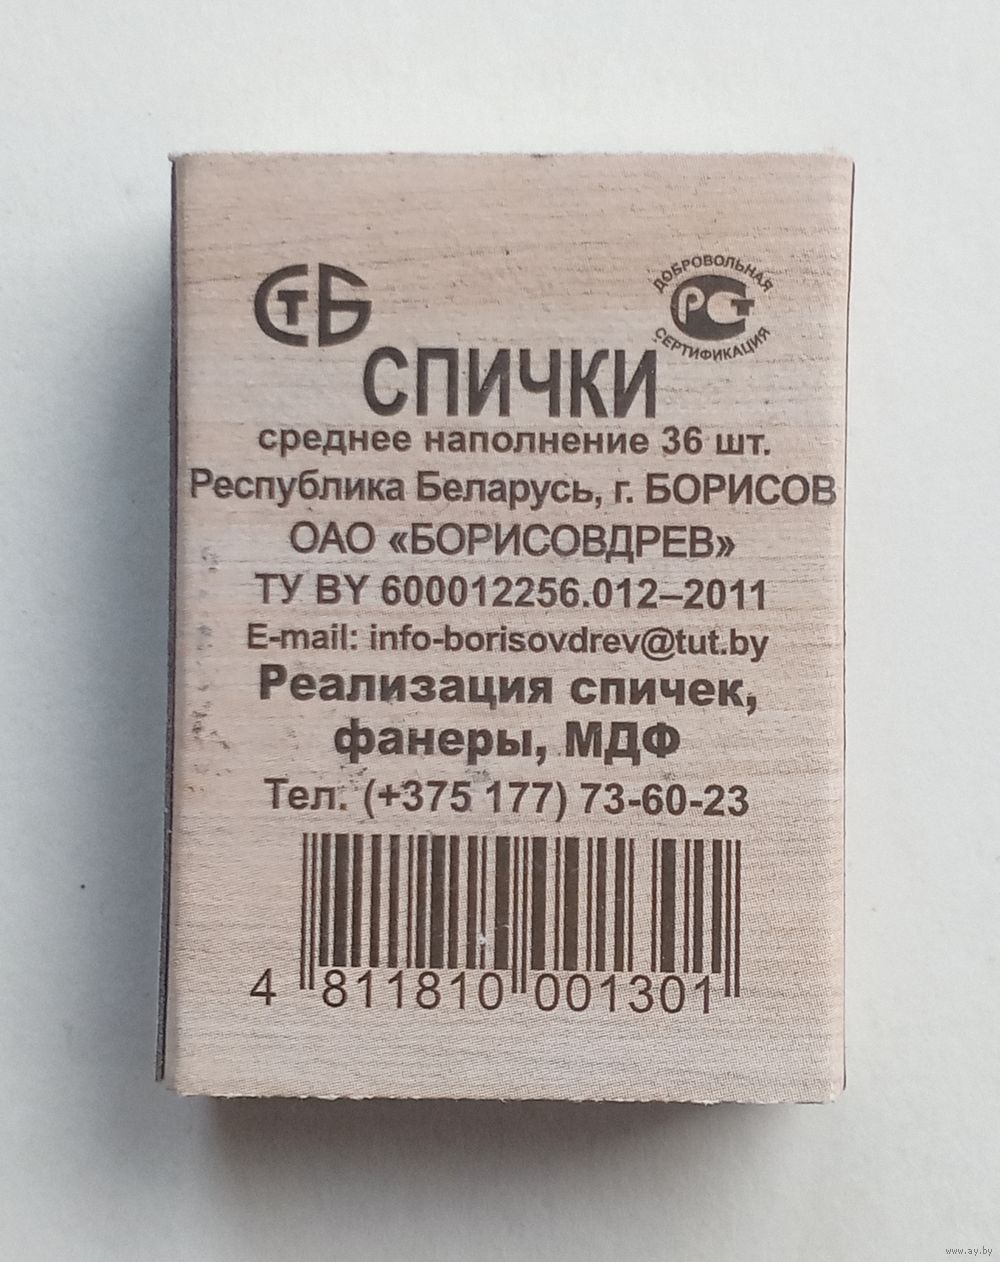 СТБ
ДОБРОВОЛЬНАЯ
РСТ
СЕРТИФИКАЦИЯ
СПИЧКИ
среднее наполнение 36 шт.
Республика Беларусь, г. БОРИСОВ
ОАО «БОРИСОВДРЕВ»
ТУ BY 600012256.012–2011
E-mail: info-borisovdrev@tut.by
Реализация спичек,
фанеры, МДФ
Тел. (+375 177) 73-60-23
4 811810 001301
www.ay.by